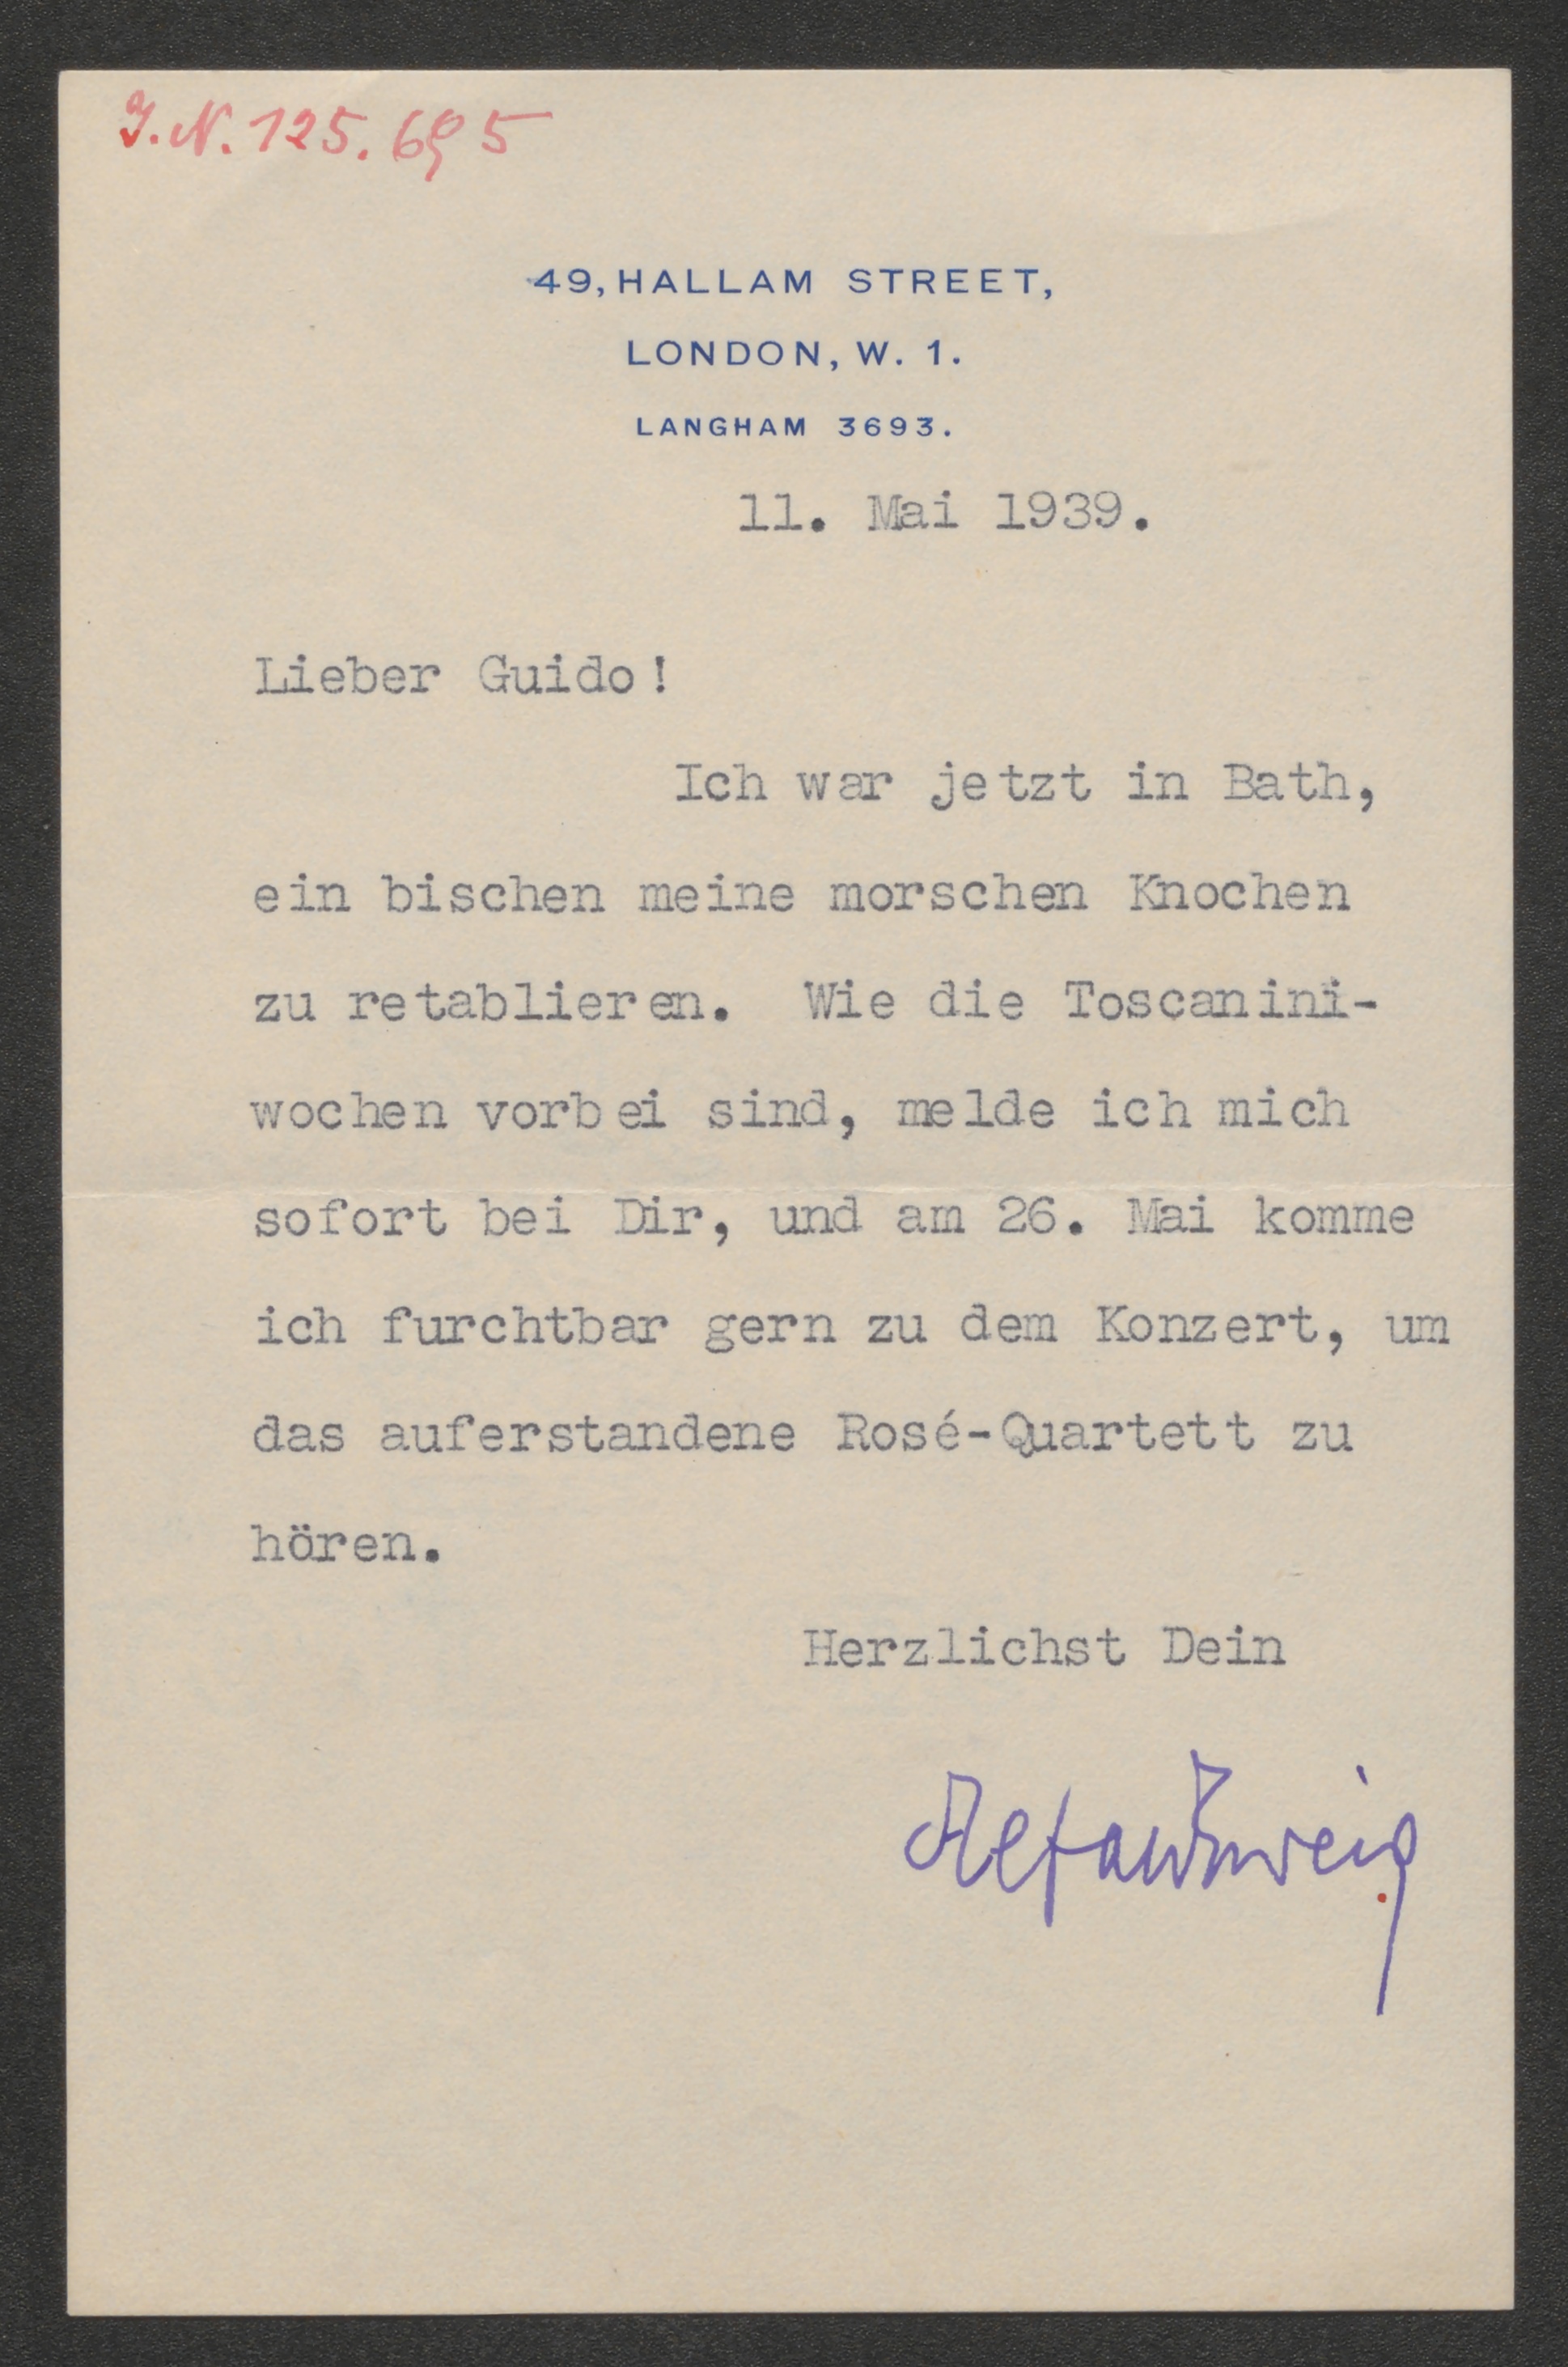 I.N. 125.695
49, HALLAM STREET,
LONDON, W. 1.
LANGHAM 3693.
11. Mai 1939.
Lieber Guido!
Ich war jetzt in Bath,
ein bischen meine morschen Knochen
zu retablieren. Wie die Toscanini-
wochen vorbei sind, melde ich mich
sofort bei Dir, und am 26. Mai komme
ich furchtbar gern zu dem Konzert, um
das auferstandene Rosé-Quartett zu
hören.
Herzlichst Dein
Stefan Zweig